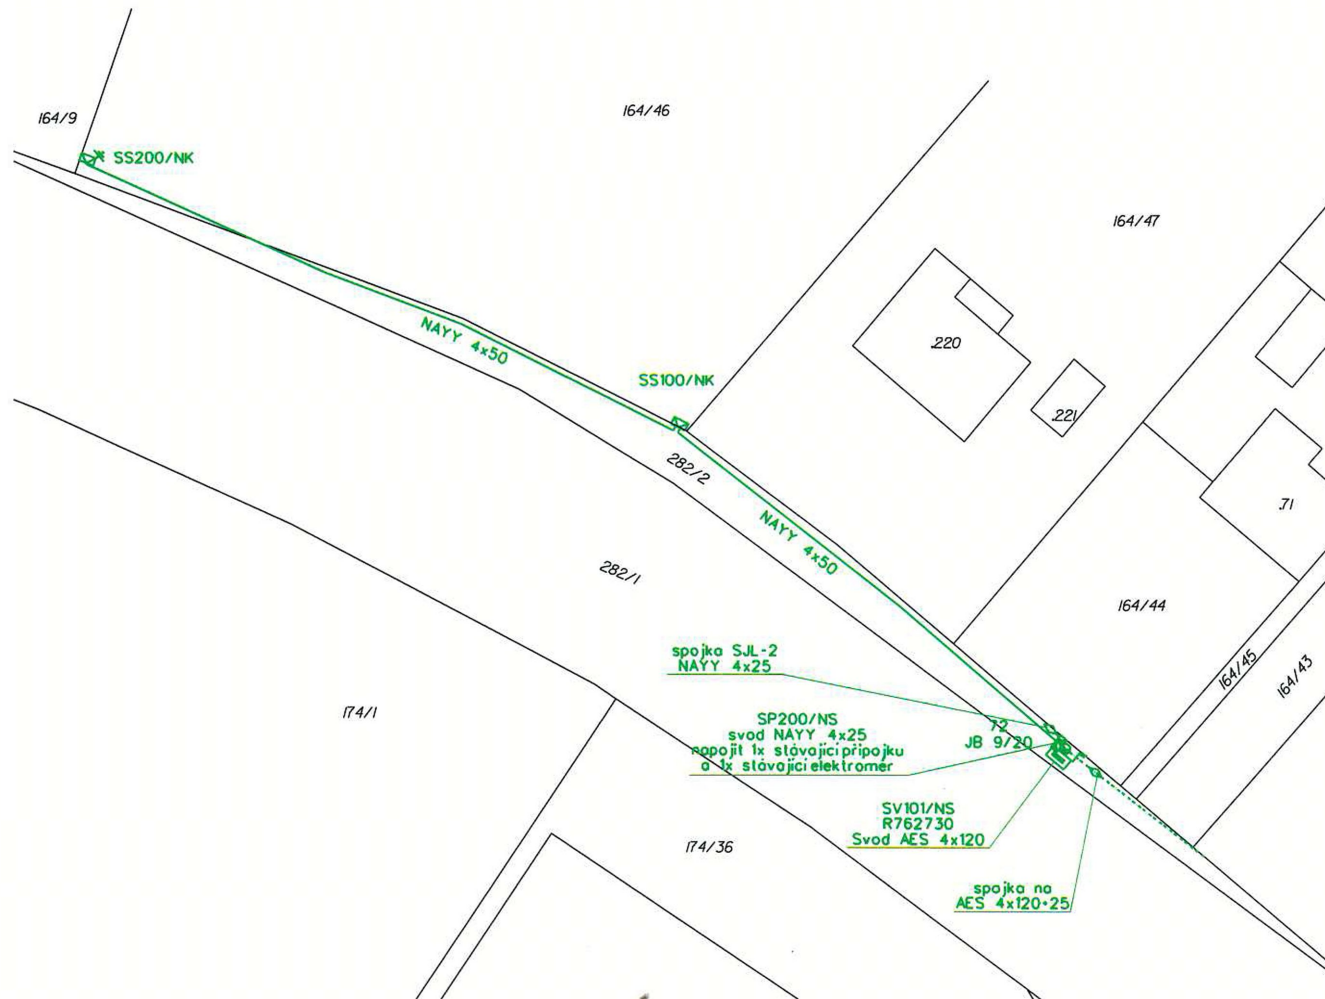 164/46
164/9
SS200/NK
164/47
.220
NAYY 4x50
SS100/NK
.221
282/2
.71
NAYY 4x50
282/1
164/44
spojka SJL-2
NAYY 4x25
164/45
164/43
174/1
SP200/NS
svod NAYY 4x25
napojit 1x stávající přípojku
a 1x stávající elektroměr
72
JB 9/20
SV101/NS
R762730
Svod AES 4x120
174/36
spojka na
AES 4x120+25